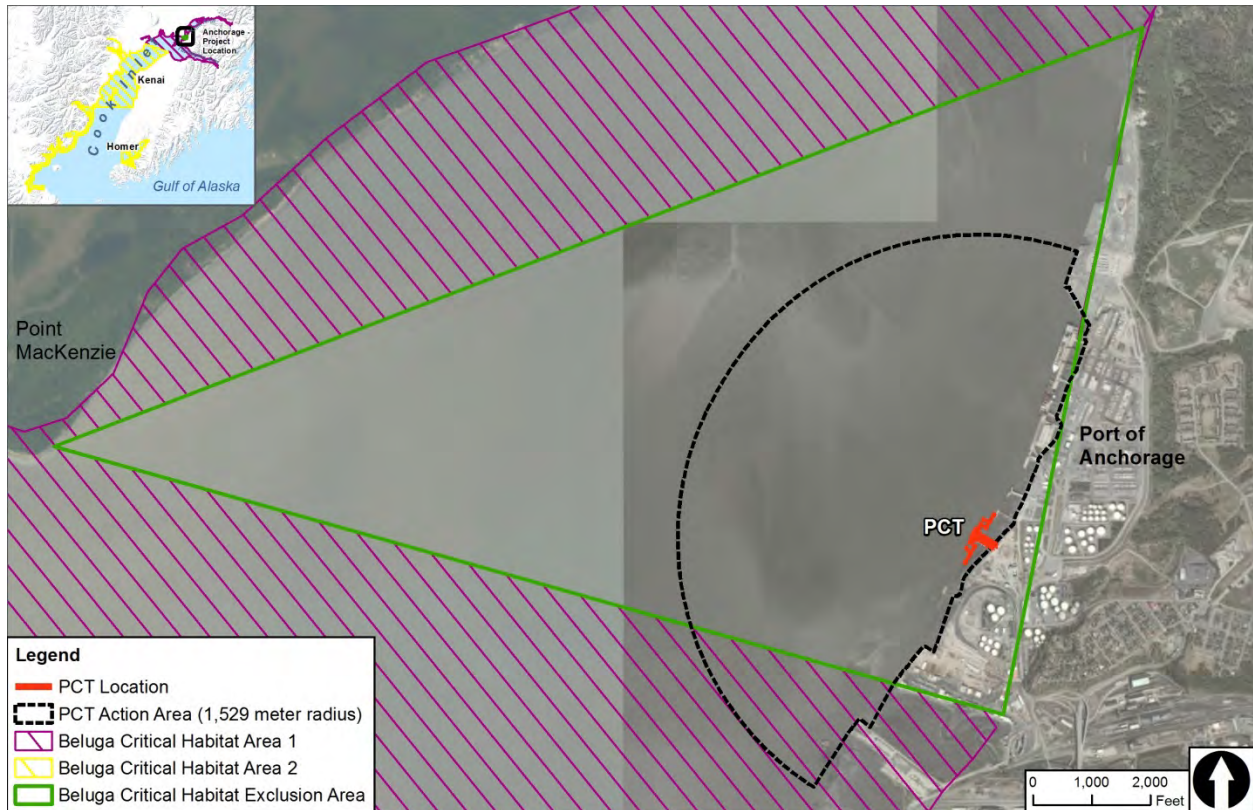 Anchorage -
Project
Location
Kenai
Cook Inlet
Homer
Gulf of Alaska
Point
MacKenzie
Port of
Anchorage
PCT
Legend
PCT Location
PCT Action Area (1,529 meter radius)
Beluga Critical Habitat Area 1
Beluga Critical Habitat Area 2
Beluga Critical Habitat Exclusion Area
0 1,000 2,000
Feet